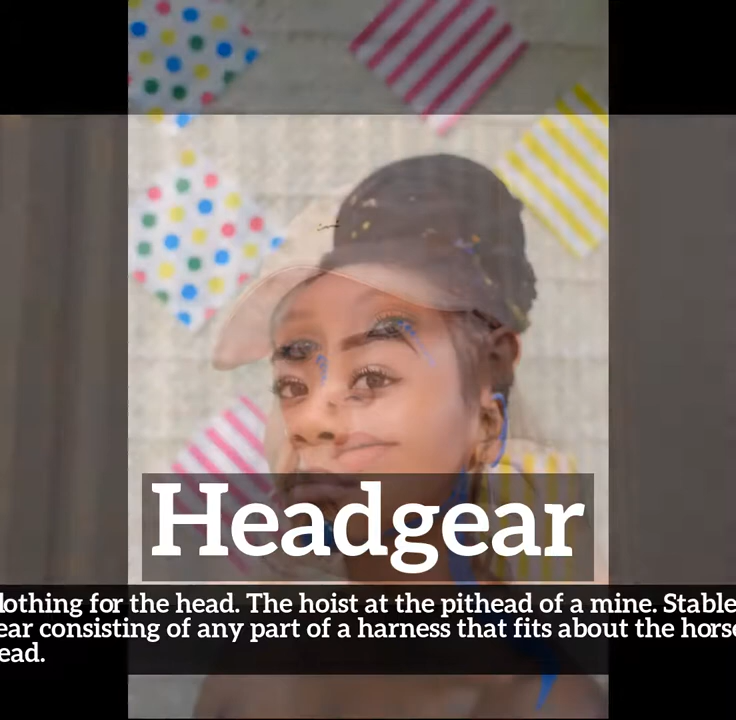 Headgear
lothing for the head. The hoist at the pithead of a mine. Stable
ear consisting of any part of a harness that fits about the horse
ead.